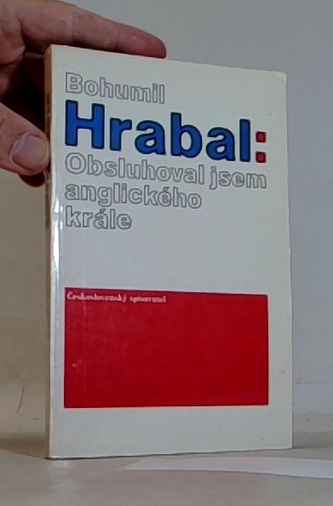 Bohumil
Hrabal:
Obsluhoval jsem
anglického
krále
Československý spisovatel